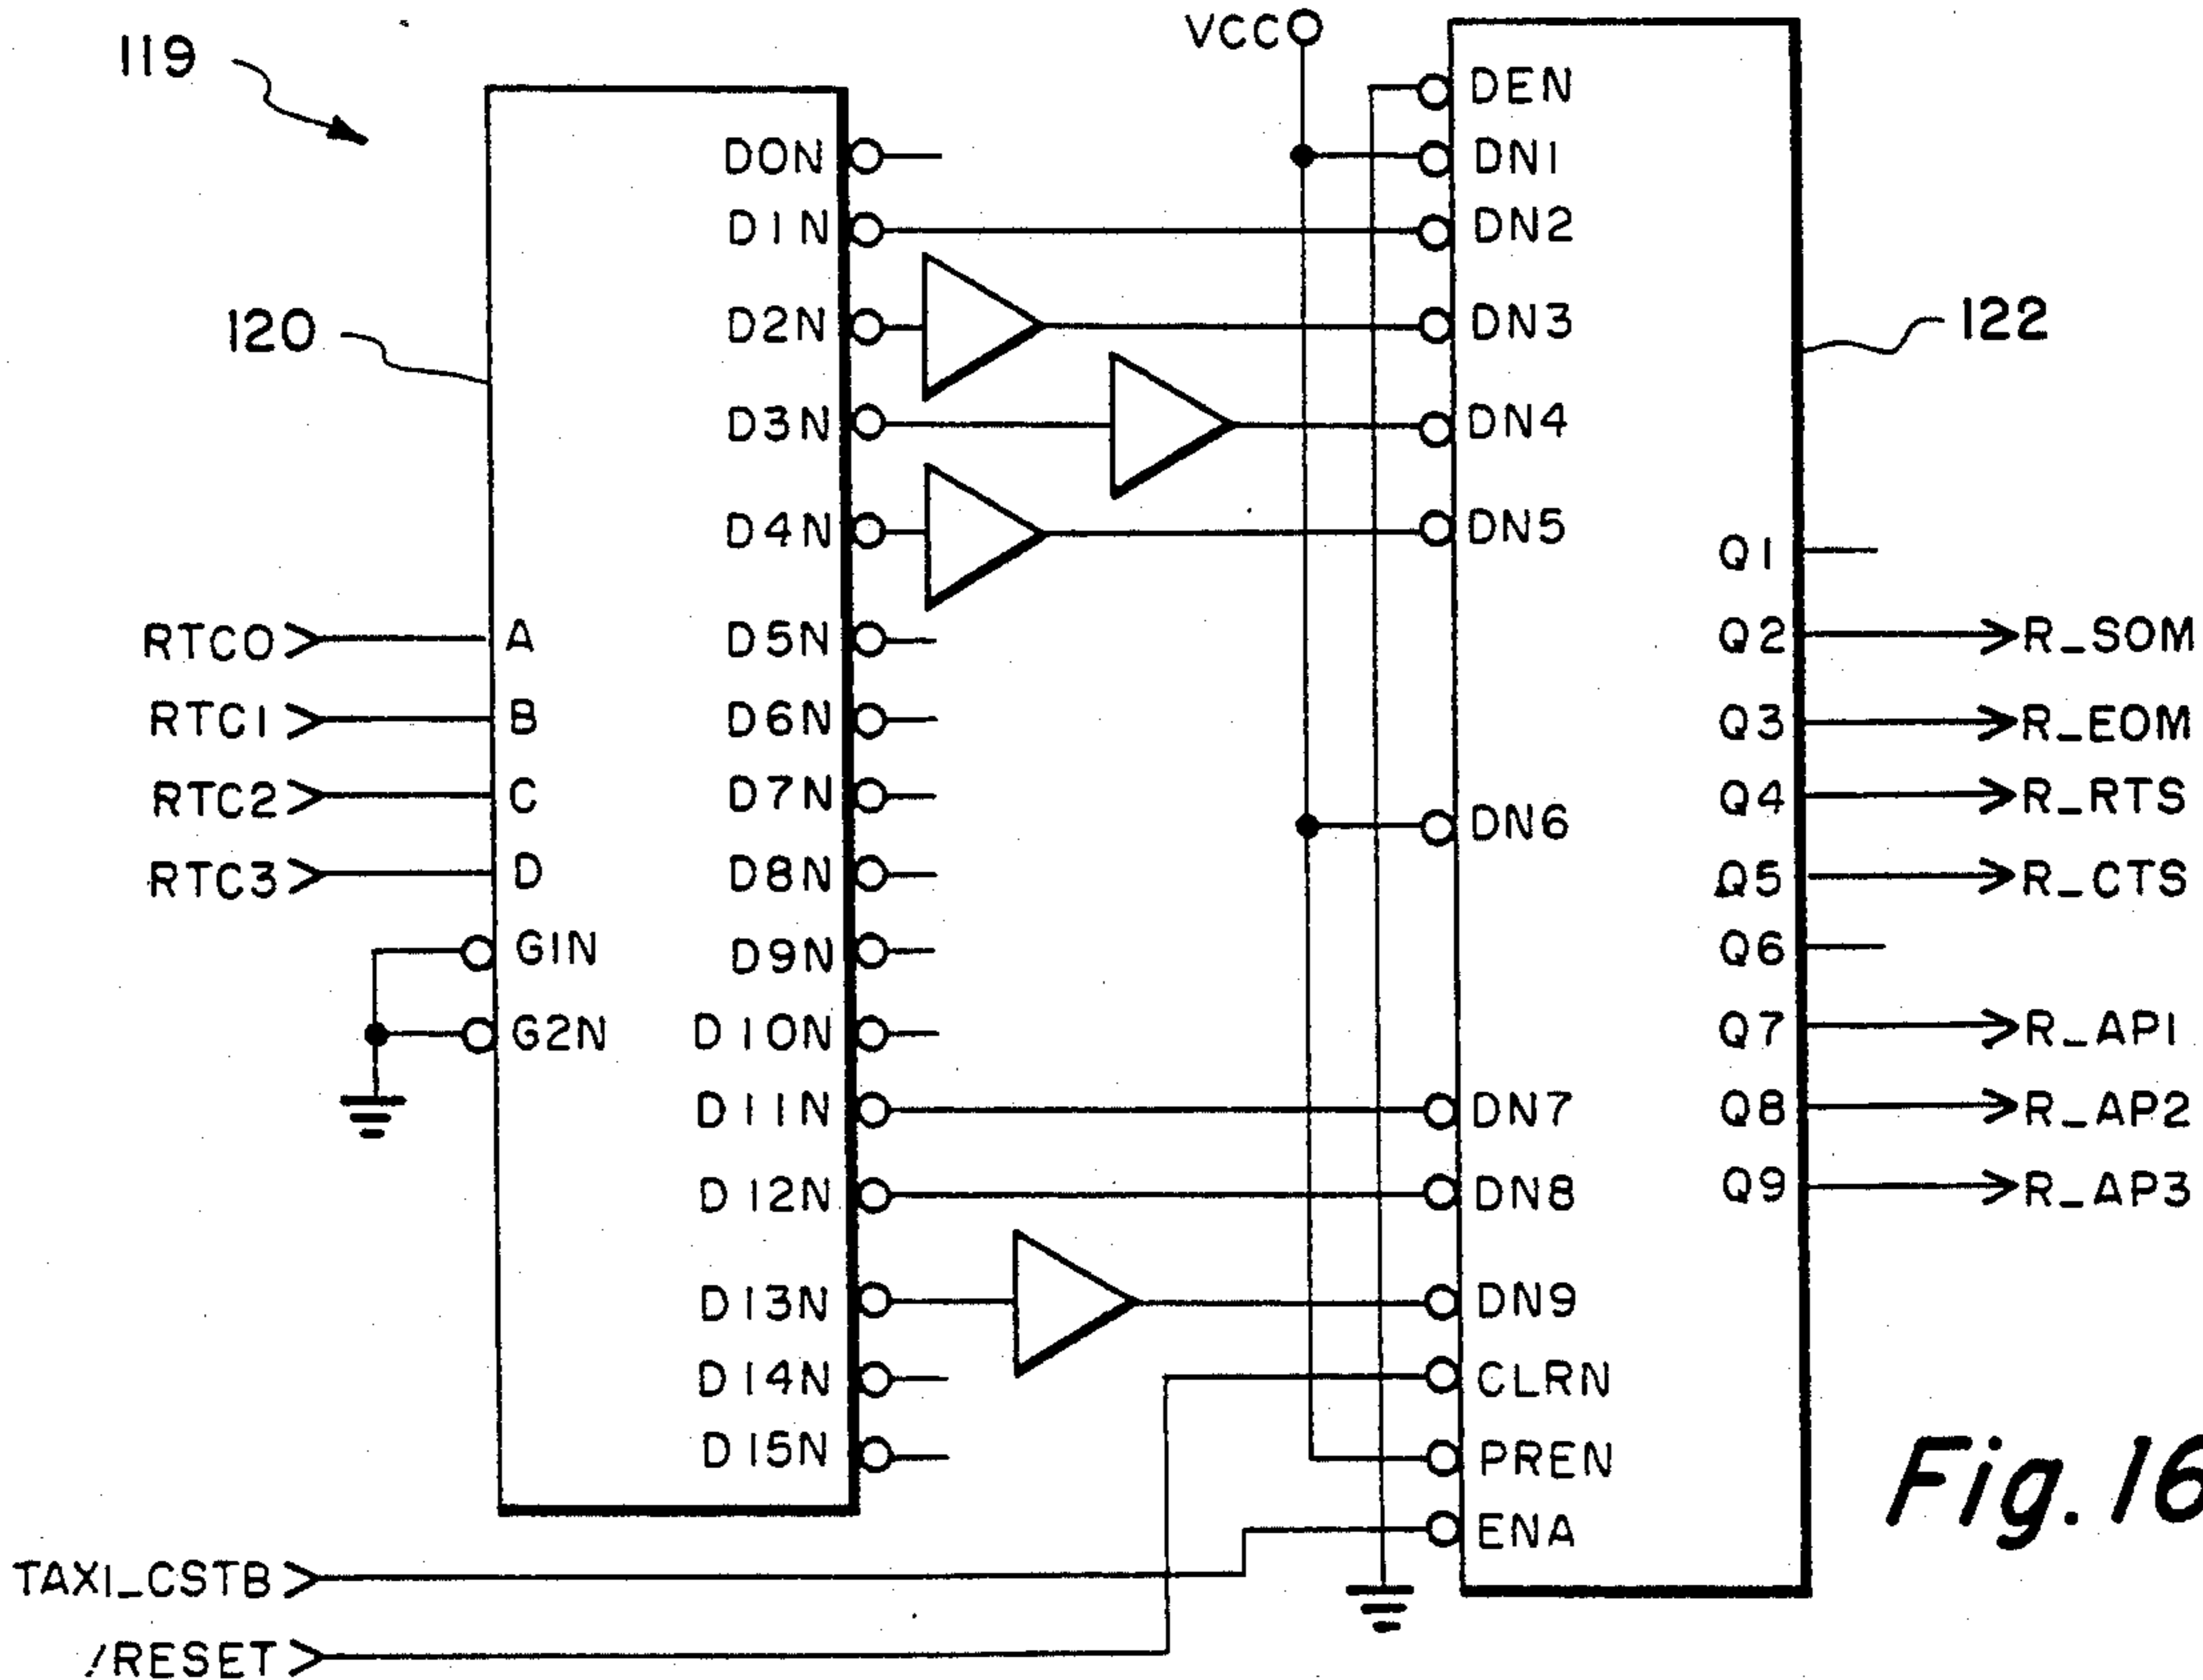 119
120
122
VCC
DON
D1N
D2N
D3N
D4N
D5N
D6N
D7N
D8N
D9N
D10N
D11N
D12N
D13N
D14N
D15N
RTC0
RTC1
RTC2
RTC3
A
B
C
D
G1N
G2N
DEN
DN1
DN2
DN3
DN4
DN5
DN6
DN7
DN8
DN9
CLRN
PREN
ENA
Q1
Q2
Q3
Q4
Q5
Q6
Q7
Q8
Q9
R_SOM
R_EOM
R_RTS
R_CTS
R_AP1
R_AP2
R_AP3
TAXI_CSTB
/RESET
Fig. 16